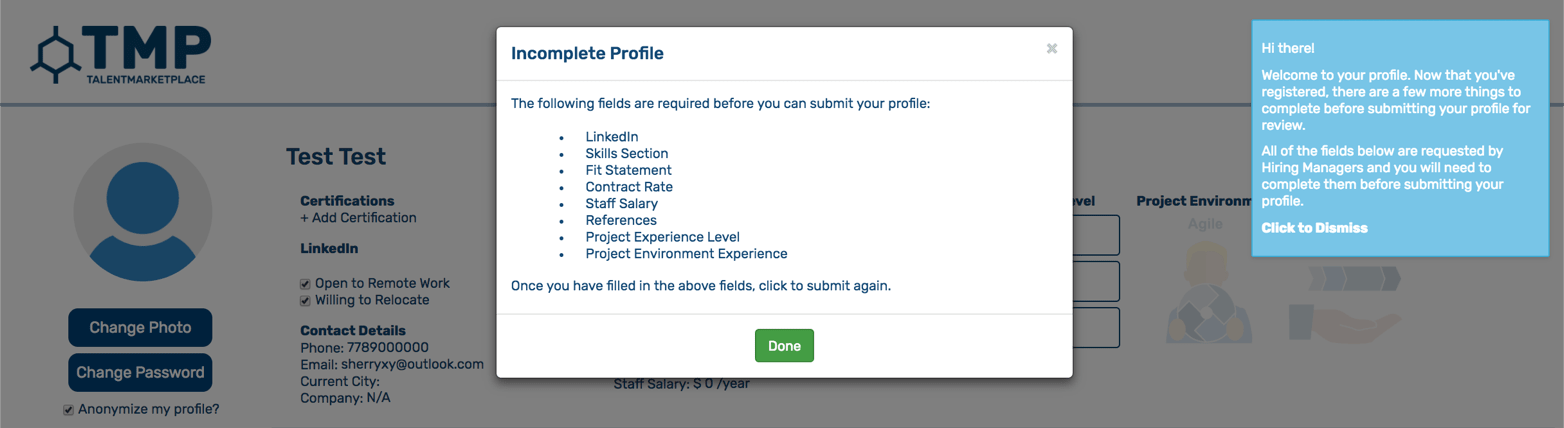 TMP
TALENTMARKETPLACE
Test Test
Certifications
+ Add Certification
LinkedIn
Open to Remote Work
Willing to Relocate
Contact Details
Phone: 7789000000
Email: sherryxy@outlook.com
Current City:
Company: N/A
Change Photo
Change Password
Anonymize my profile?
Incomplete Profile
×
The following fields are required before you can submit your profile:
• LinkedIn
• Skills Section
• Fit Statement
• Contract Rate
• Staff Salary
• References
• Project Experience Level
• Project Environment Experience
Once you have filled in the above fields, click to submit again.
Done
Staff Salary: $ 0 /year
evel
Project Environm
Agile
Hi there!
Welcome to your profile. Now that you've
registered, there are a few more things to
complete before submitting your profile for
review.
All of the fields below are requested by
Hiring Managers and you will need to
complete them before submitting your
profile.
Click to Dismiss